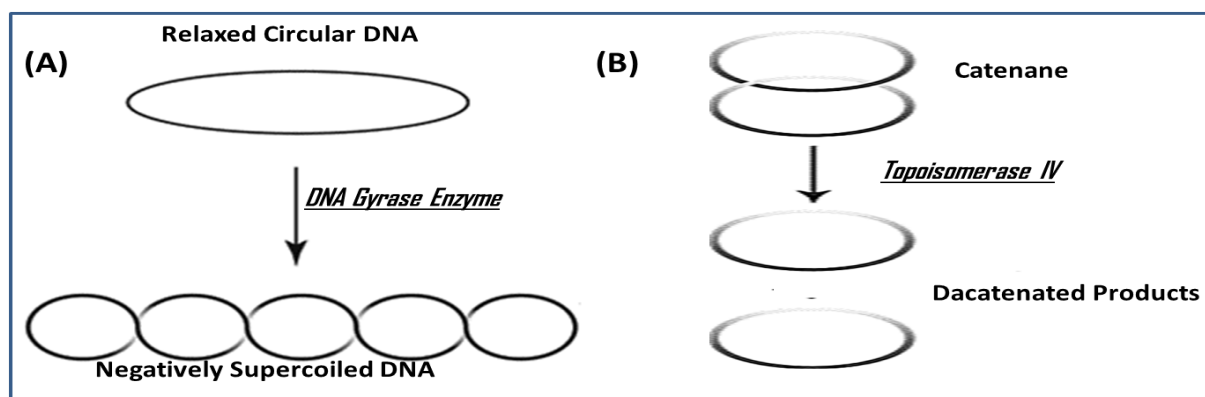 (A)
Relaxed Circular DNA
DNA Gyrase Enzyme
Negatively Supercoiled DNA
(B)
Catenane
Topoisomerase IV
Dacatenated Products